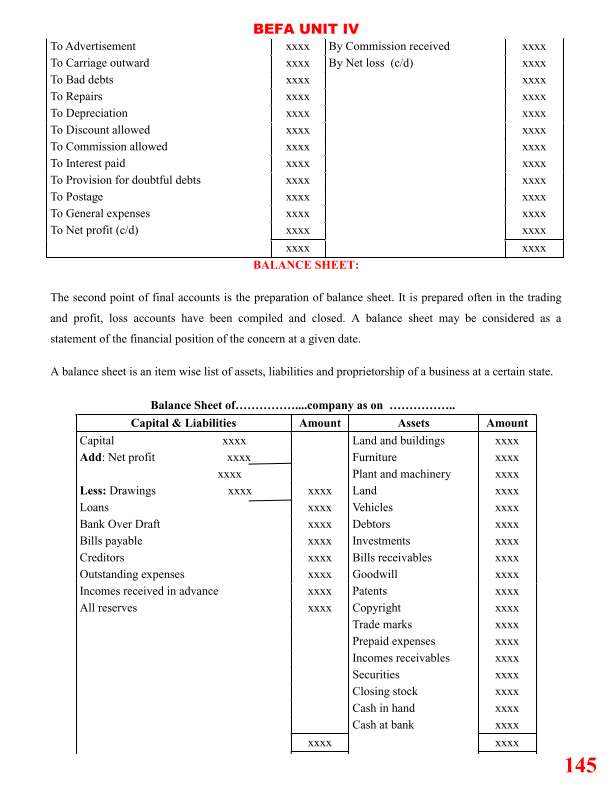 BEFA UNIT IV
To Advertisement xxxx By Commission received xxxx
To Carriage outward xxxx By Net loss (c/d) xxxx
To Bad debts xxxx xxxx
To Repairs xxxx xxxx
To Depreciation xxxx xxxx
To Discount allowed xxxx xxxx
To Commission allowed xxxx xxxx
To Interest paid xxxx xxxx
To Provision for doubtful debts xxxx xxxx
To Postage xxxx xxxx
To General expenses xxxx xxxx
To Net profit (c/d) xxxx xxxx
xxxx xxxx
BALANCE SHEET:
The second point of final accounts is the preparation of balance sheet. It is prepared often in the trading
and profit, loss accounts have been compiled and closed. A balance sheet may be considered as a
statement of the financial position of the concern at a given date.
A balance sheet is an item wise list of assets, liabilities and proprietorship of a business at a certain state.
Balance Sheet of……………....company as on ……………..
Capital & Liabilities Amount Assets Amount
Capital xxxx Land and buildings xxxx
Add: Net profit xxxx Furniture xxxx
xxxx Plant and machinery xxxx
Less: Drawings xxxx xxxx Land xxxx
Loans xxxx Vehicles xxxx
Bank Over Draft xxxx Debtors xxxx
Bills payable xxxx Investments xxxx
Creditors xxxx Bills receivables xxxx
Outstanding expenses xxxx Goodwill xxxx
Incomes received in advance xxxx Patents xxxx
All reserves xxxx Copyright xxxx
Trade marks xxxx
Prepaid expenses xxxx
Incomes receivables xxxx
Securities xxxx
Closing stock xxxx
Cash in hand xxxx
Cash at bank xxxx
xxxx xxxx
145